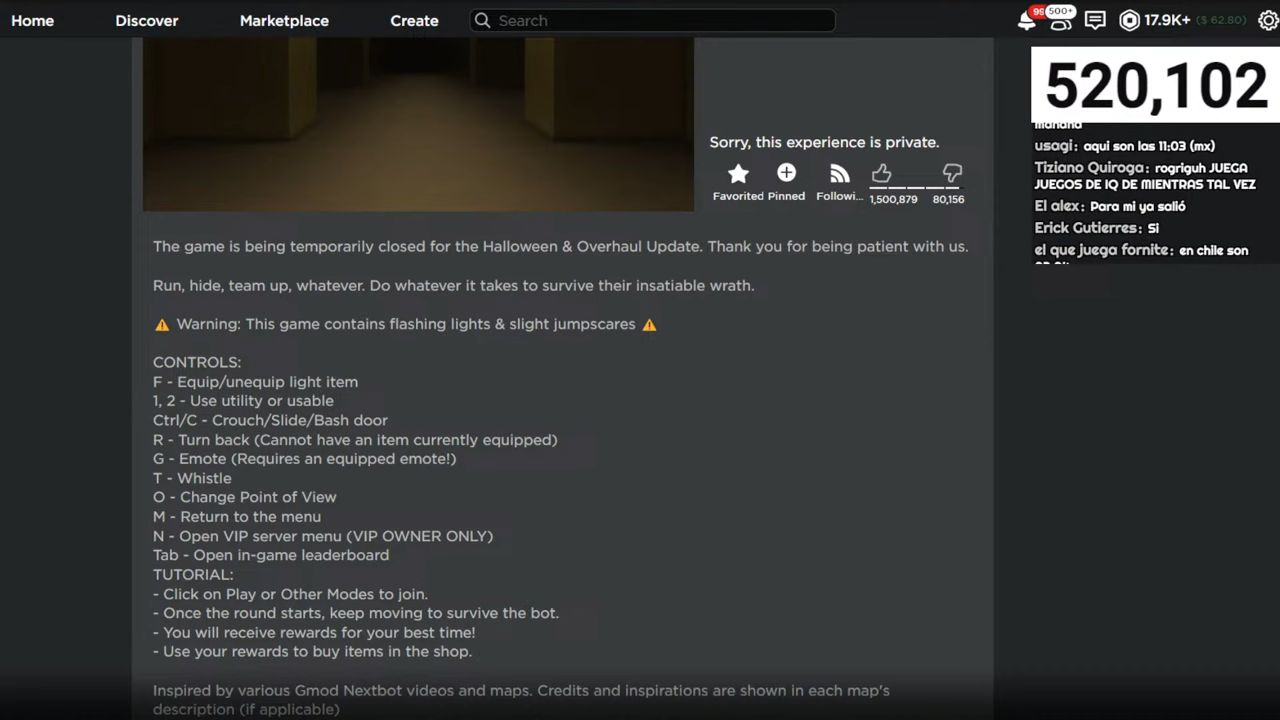 Home Discover Marketplace Create Search 99 500+ 17.9K+ ($ 62.80)
520,102
Sorry, this experience is private.
Favorited Pinned Followi... 1,500,879 80,156
mañana
usagi: aqui son las 11:03 (mx)
Tiziano Quiroga: rogriguh JUEGA
JUEGOS DE IQ DE MIENTRAS TAL VEZ
El alex: Para mi ya salió
Erick Gutierres: Si
el que juega fornite: en chile son
The game is being temporarily closed for the Halloween & Overhaul Update. Thank you for being patient with us.
Run, hide, team up, whatever. Do whatever it takes to survive their insatiable wrath.
⚠️ Warning: This game contains flashing lights & slight jumpscares ⚠️
CONTROLS:
F - Equip/unequip light item
1, 2 - Use utility or usable
Ctrl/C - Crouch/Slide/Bash door
R - Turn back (Cannot have an item currently equipped)
G - Emote (Requires an equipped emote!)
T - Whistle
O - Change Point of View
M - Return to the menu
N - Open VIP server menu (VIP OWNER ONLY)
Tab - Open in-game leaderboard
TUTORIAL:
- Click on Play or Other Modes to join.
- Once the round starts, keep moving to survive the bot.
- You will receive rewards for your best time!
- Use your rewards to buy items in the shop.
Inspired by various Gmod Nextbot videos and maps. Credits and inspirations are shown in each map's
description (if applicable)